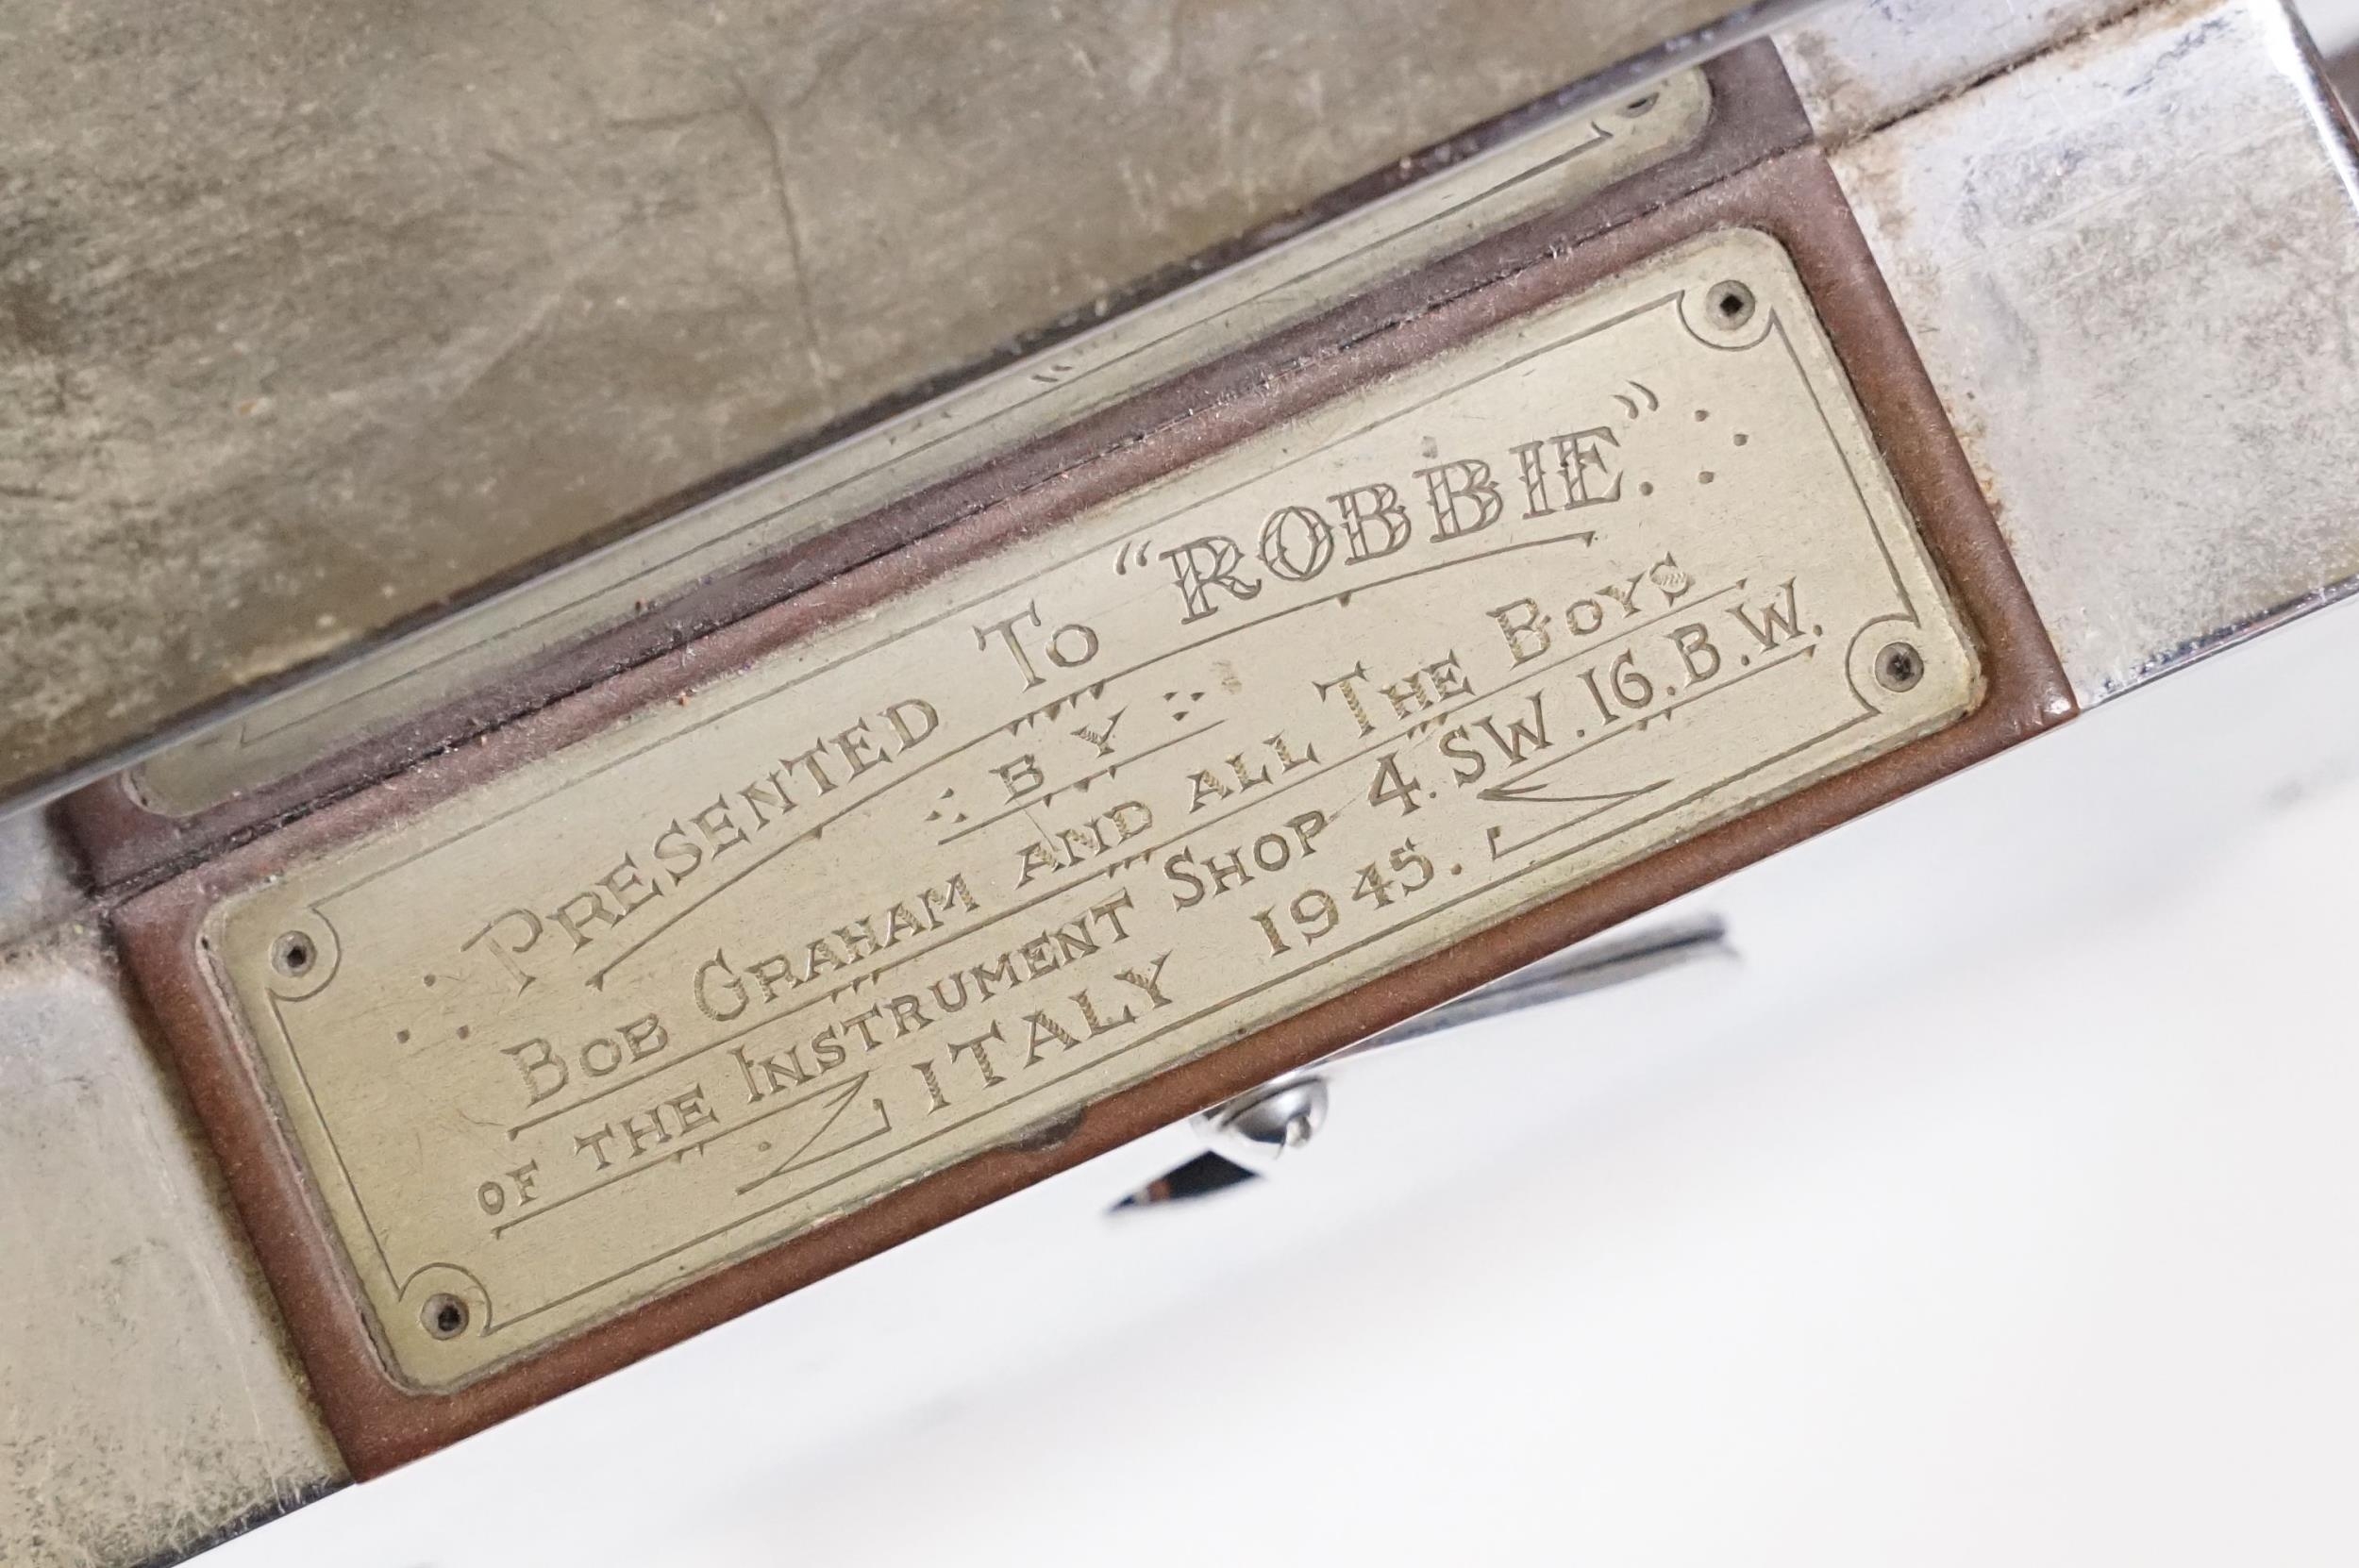 PRESENTED TO “ROBBIE”.
BY
BOB GRAHAM AND ALL THE BOYS
OF THE INSTRUMENT SHOP 4.SW.16.B.W.
ITALY 1945.